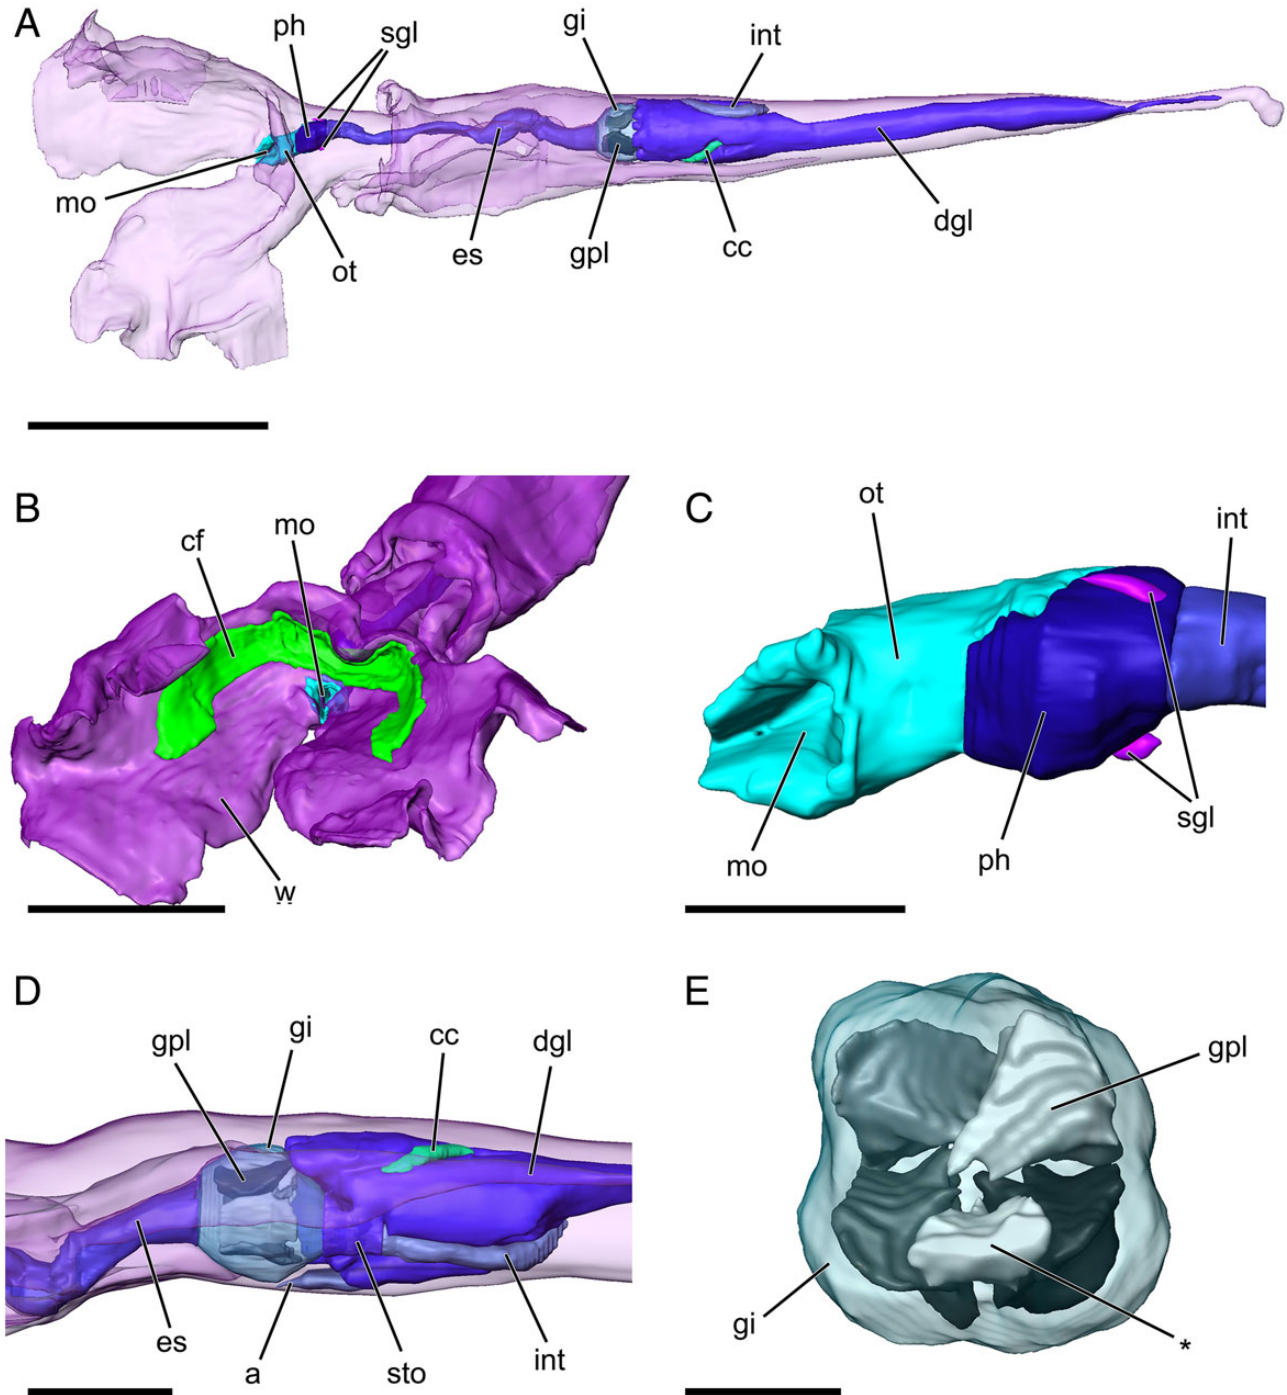 A
ph
sgl
gi
int
mo
ot
es
gpl
cc
dgl
B
cf
mo
w
C
ot
int
mo
ph
sgl
D
gpl
gi
cc
dgl
es
a
sto
int
E
gpl
gi
*